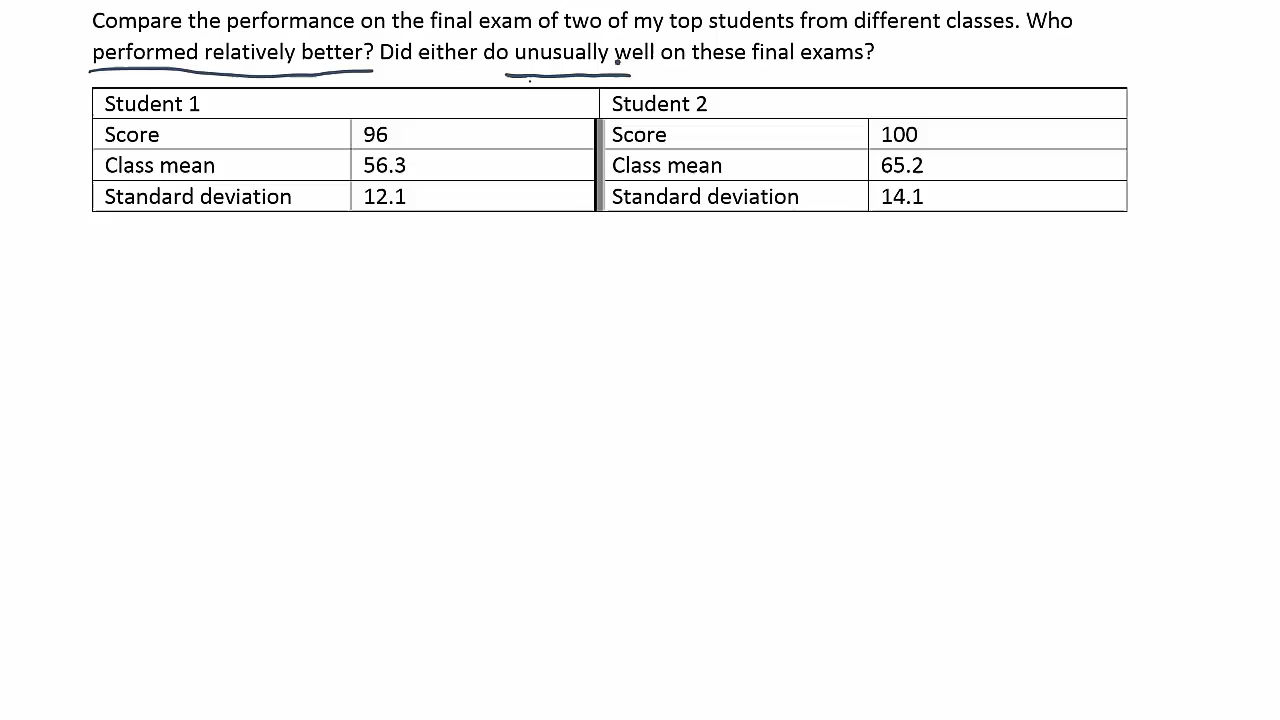 Compare the performance on the final exam of two of my top students from different classes. Who
performed relatively better? Did either do unusually well on these final exams?
Student 1 Student 2
Score 96 Score 100
Class mean 56.3 Class mean 65.2
Standard deviation 12.1 Standard deviation 14.1